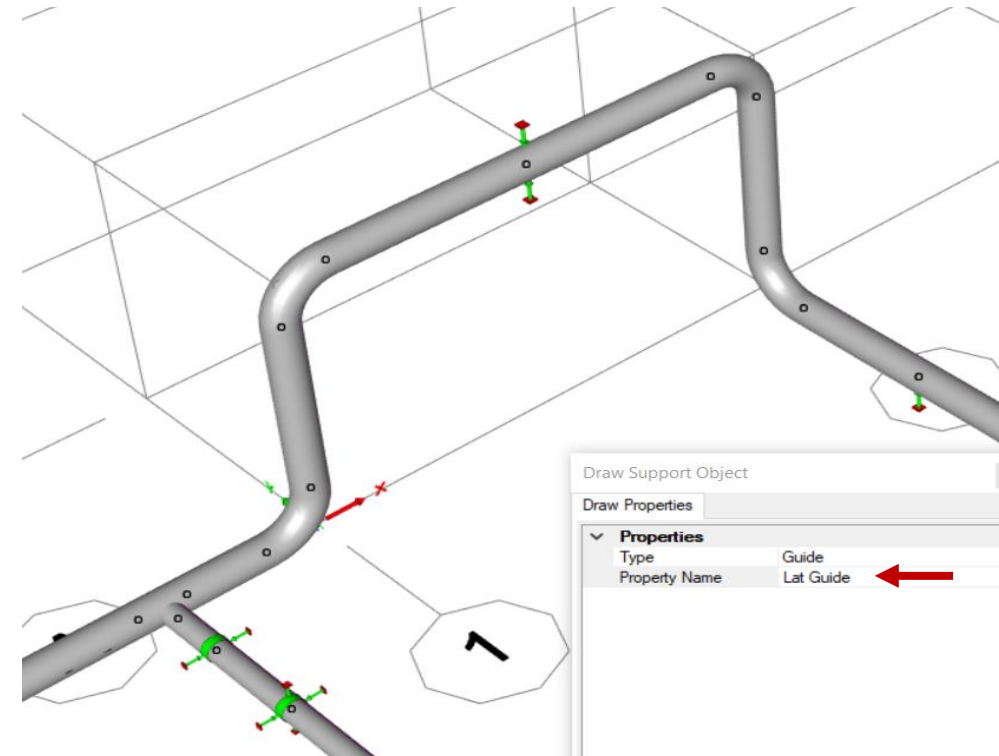 Y
X
Draw Support Object
Draw Properties
Properties
Type Guide
Property Name Lat Guide
1